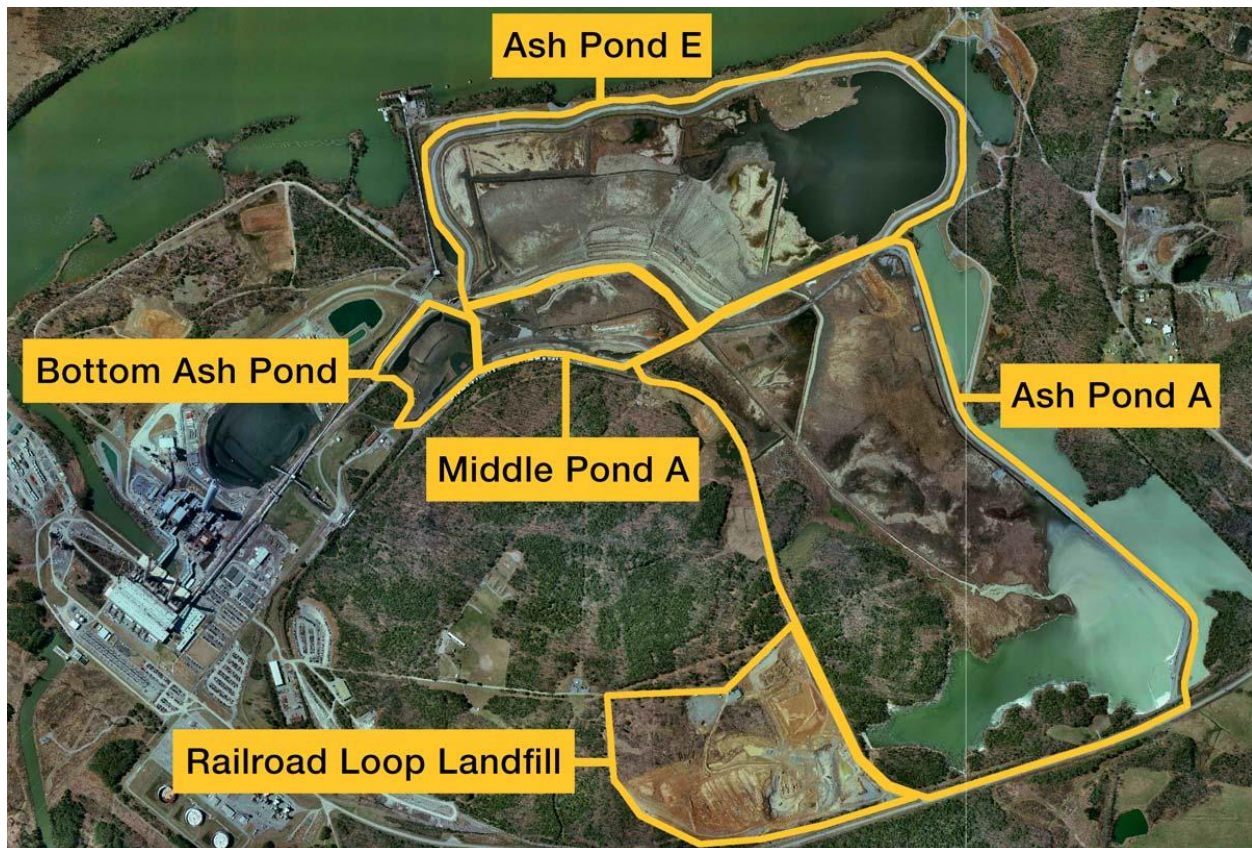 Ash Pond E
Bottom Ash Pond
Ash Pond A
Middle Pond A
Railroad Loop Landfill